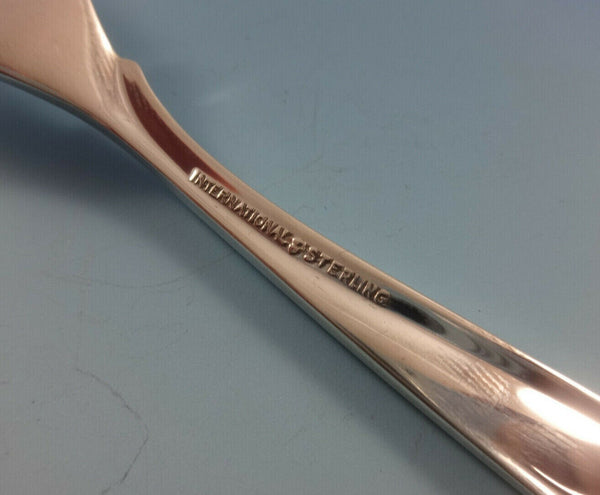 INTERNATIONAL S STERLING